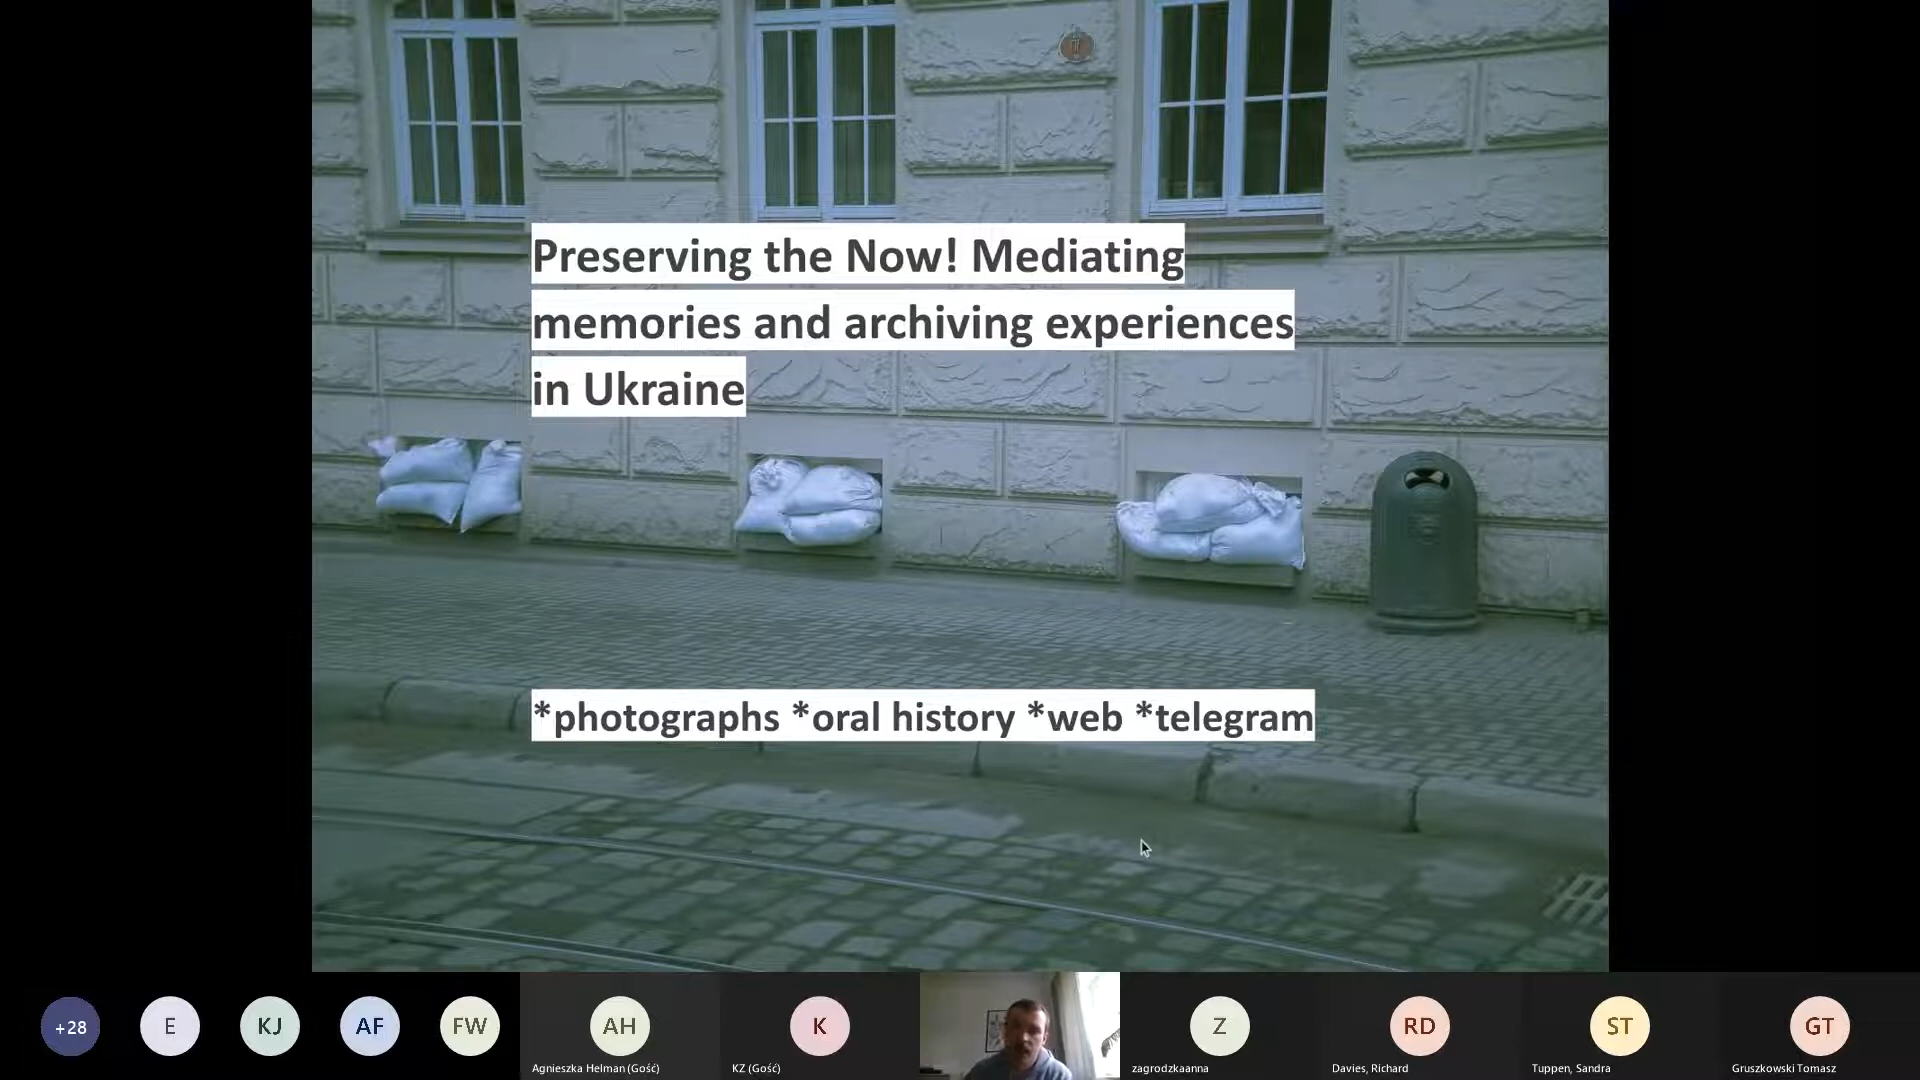 Preserving the Now! Mediating
memories and archiving experiences
in Ukraine
*photographs *oral history *web *telegram
+28
E
KJ
AF
FW
AH
K
Z
RD
ST
GT
Agnieszka Helman (Gość)
KZ (Gość)
zagrodzkaanna
Davies, Richard
Tuppen, Sandra
Gruszkowski Tomasz